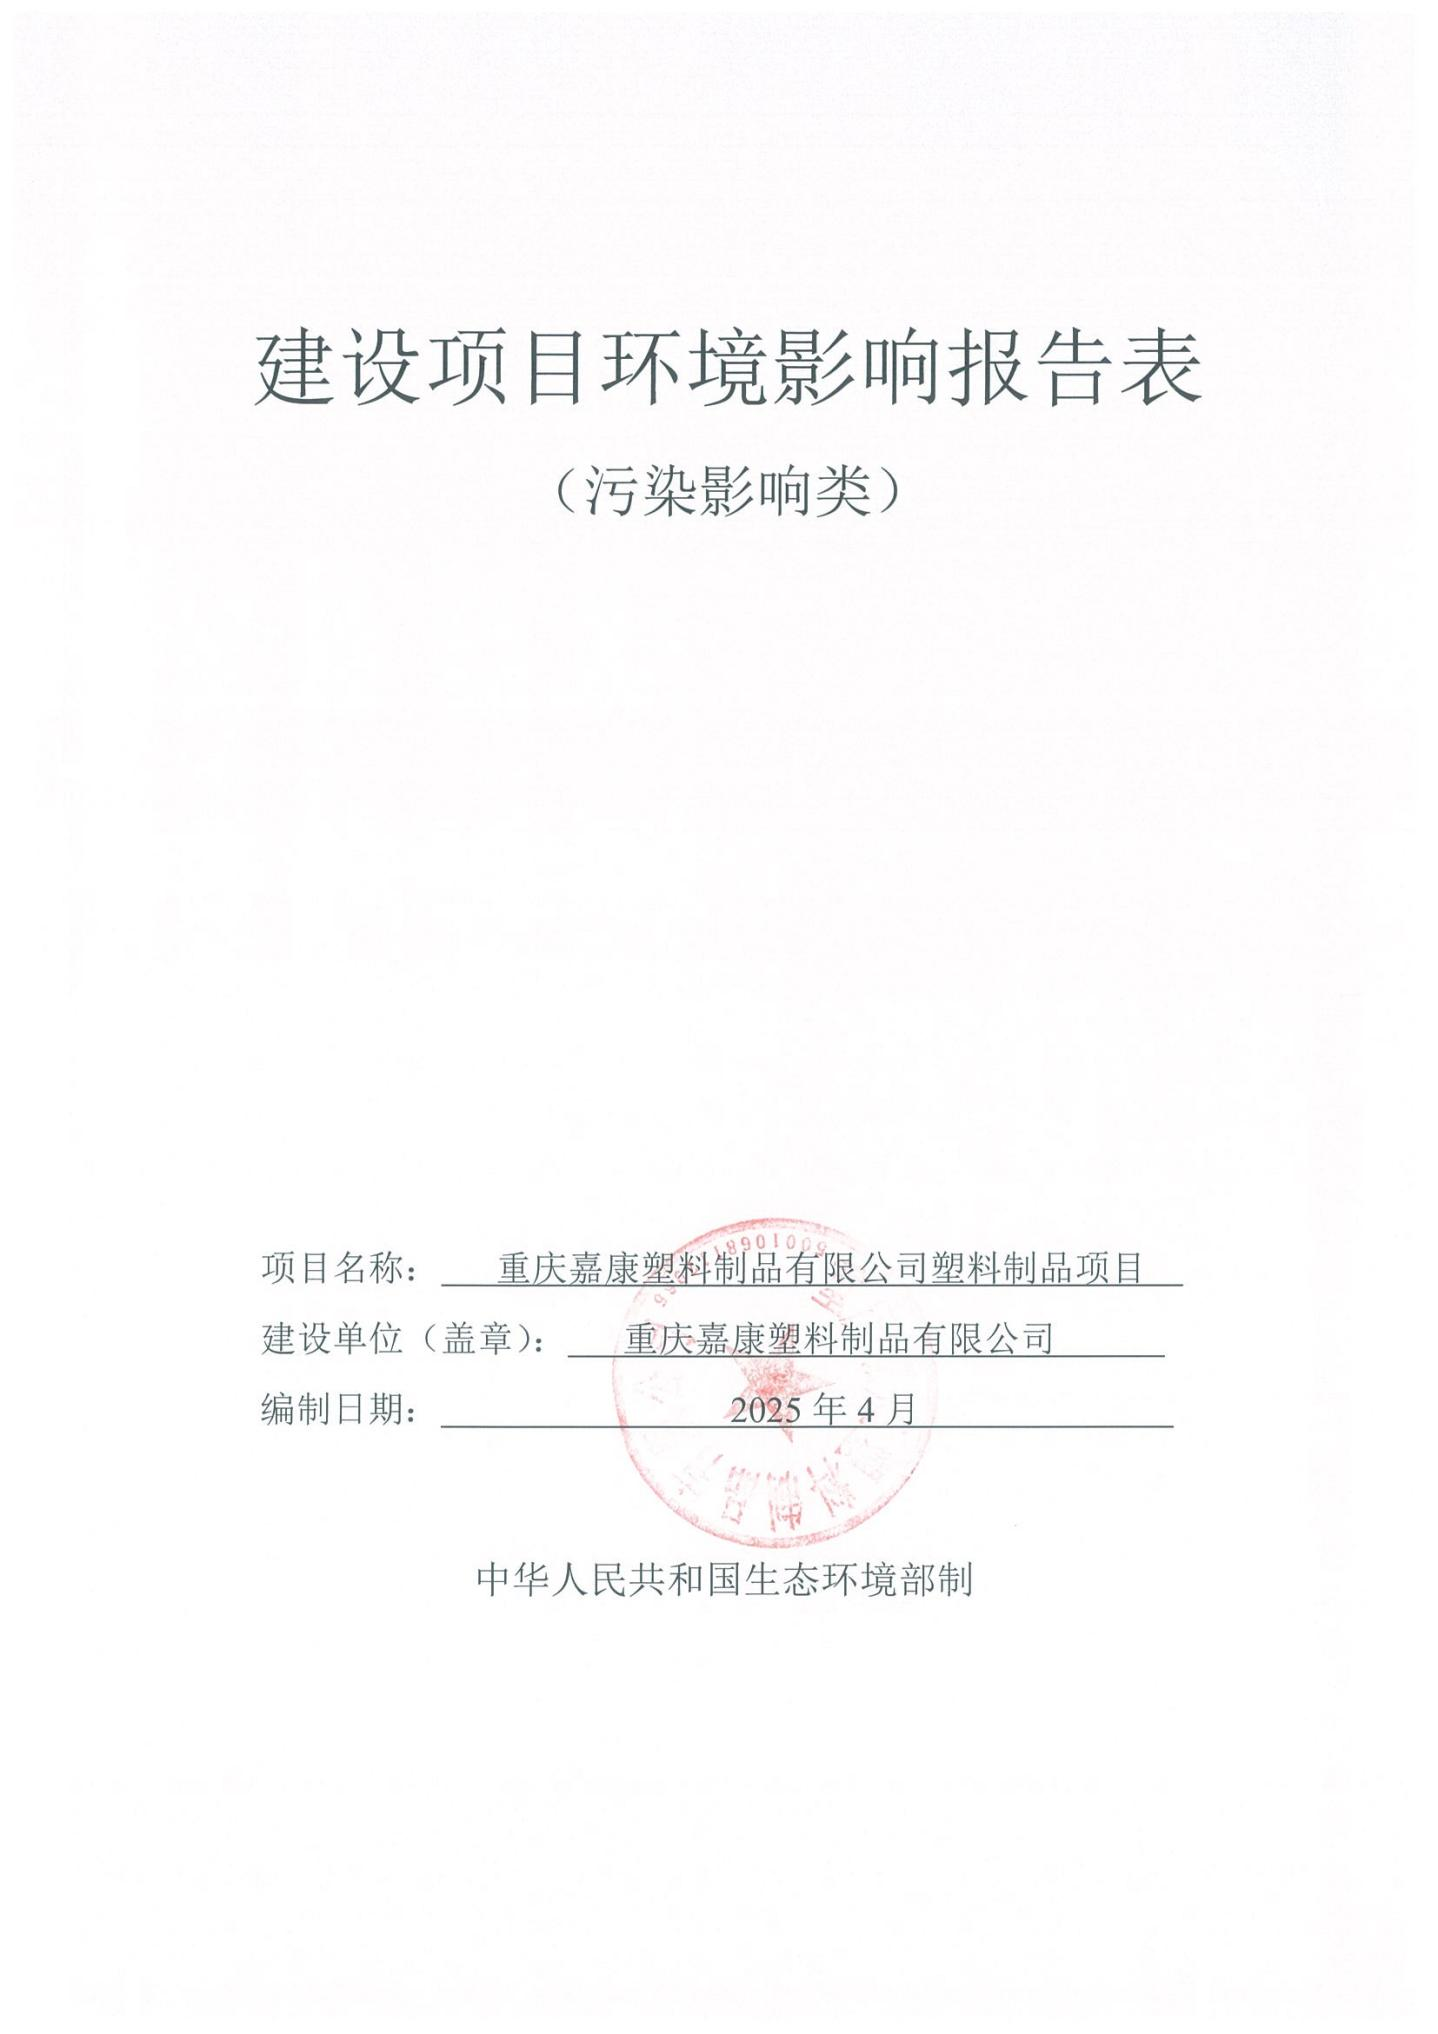 建设项目环境影响报告表
（污染影响类）
项目名称：重庆嘉康塑料制品有限公司塑料制品项目
建设单位（盖章）：重庆嘉康塑料制品有限公司
编制日期：2025 年 4 月
中华人民共和国生态环境部制